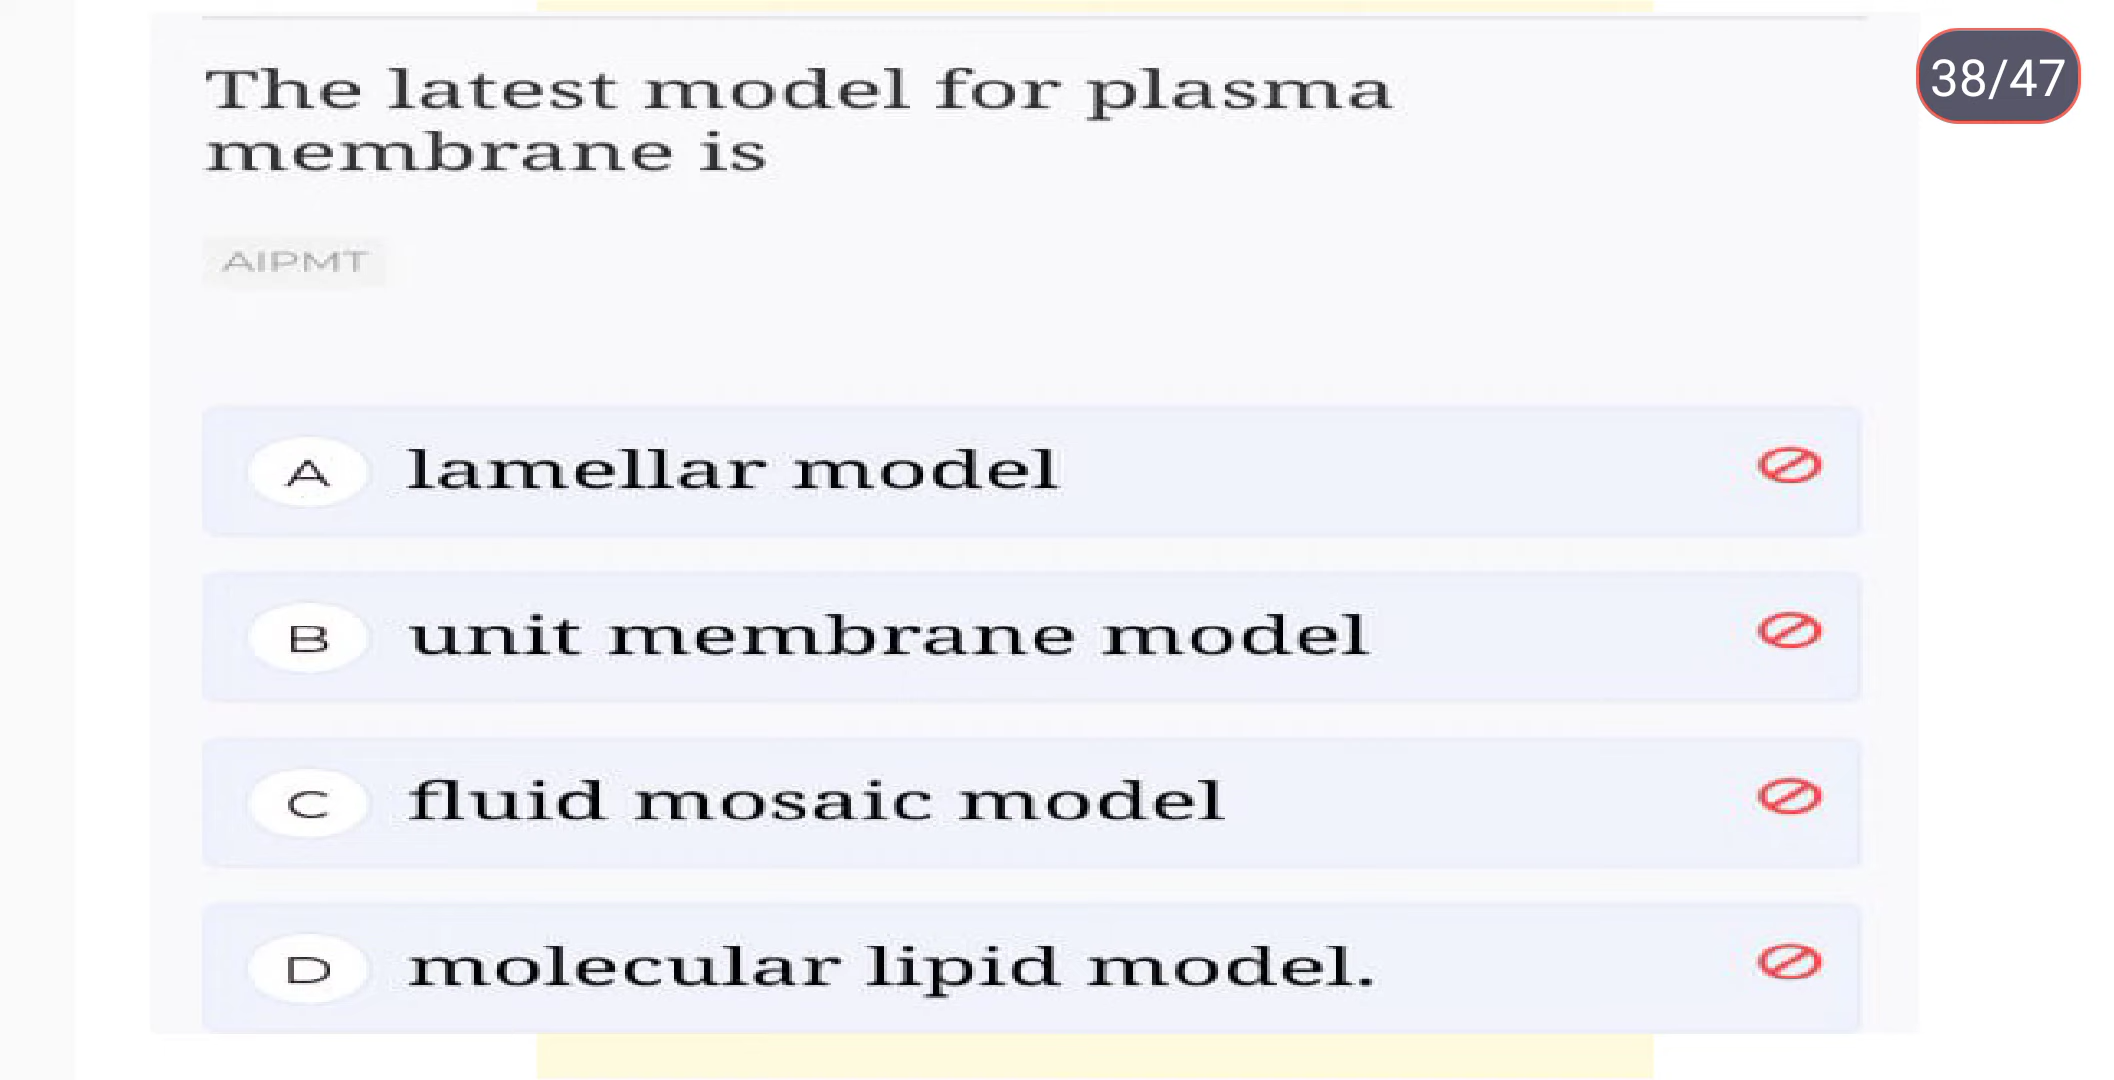 38/47
The latest model for plasma
membrane is
AIPMT
A lamellar model
B unit membrane model
C fluid mosaic model
D molecular lipid model.